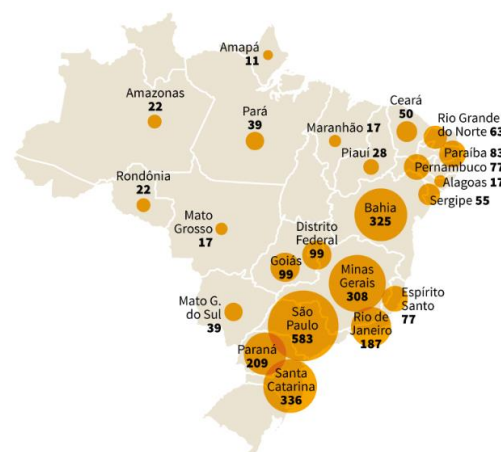 Amapá
11
Amazonas
22
Pará
39
Ceará
50
Maranhão 17
Rio Grande
do Norte 63
Piaui 28
Paraiba 83
Pernambuco 77
Alagoas 17
Sergipe 55
Rondônia
22
Mato
Grosso
17
Bahia
325
Distrito
Federal
99
Goiás
99
Minas
Gerais
308
Espírito
Santo
77
Mato G.
do Sul
39
São
Paulo
583
Rio de
Janeiro
187
Paraná
209
Santa
Catarina
336